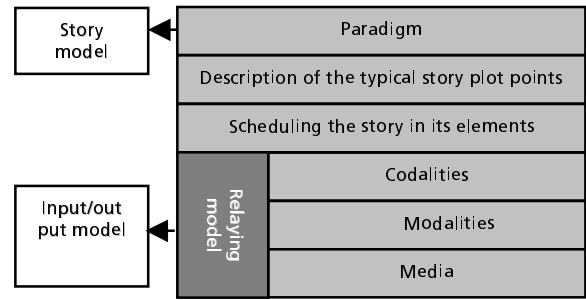 Story
model
Paradigm
Description of the typical story plot points
Scheduling the story in its elements
Input/out
put model
Relaying
model
Codalities
Modalities
Media